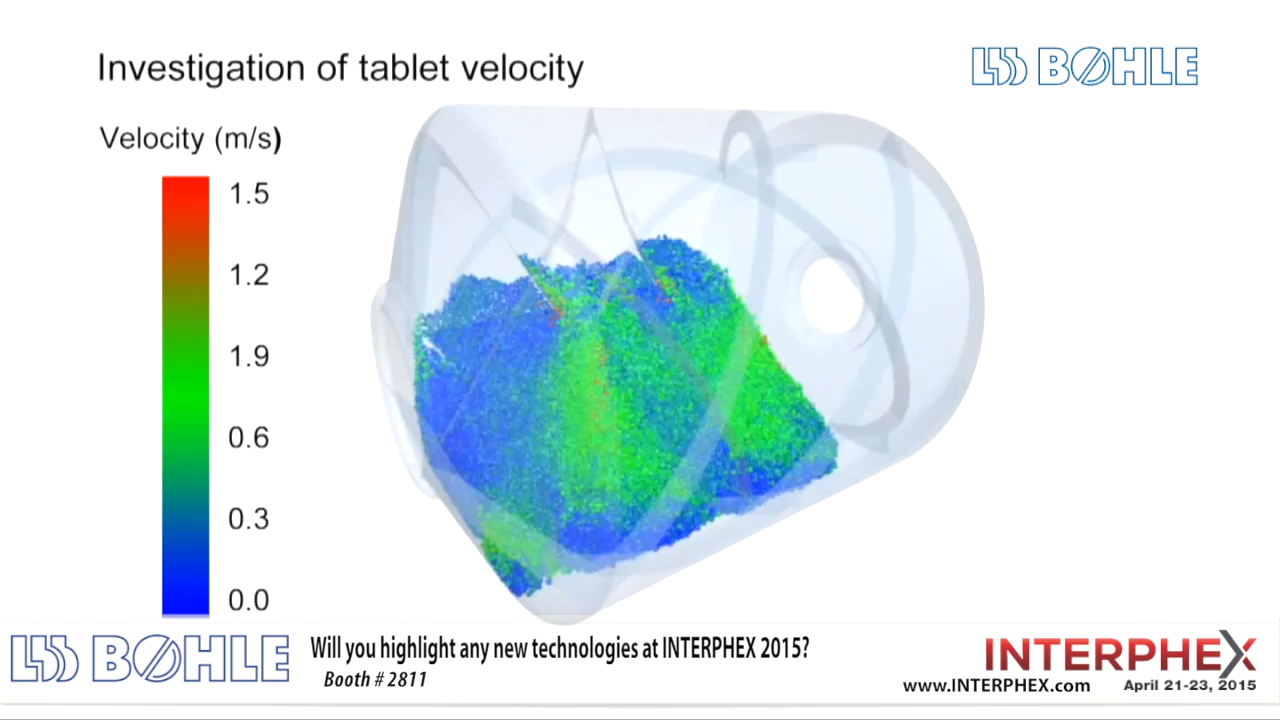 Investigation of tablet velocity
LBB BØHLE
Velocity (m/s)
1.5
1.2
1.9
0.6
0.3
0.0
LBB BØHLE
Will you highlight any new technologies at INTERPHEX 2015?
Booth # 2811
INTERPHEX
www.INTERPHEX.com
April 21-23, 2015